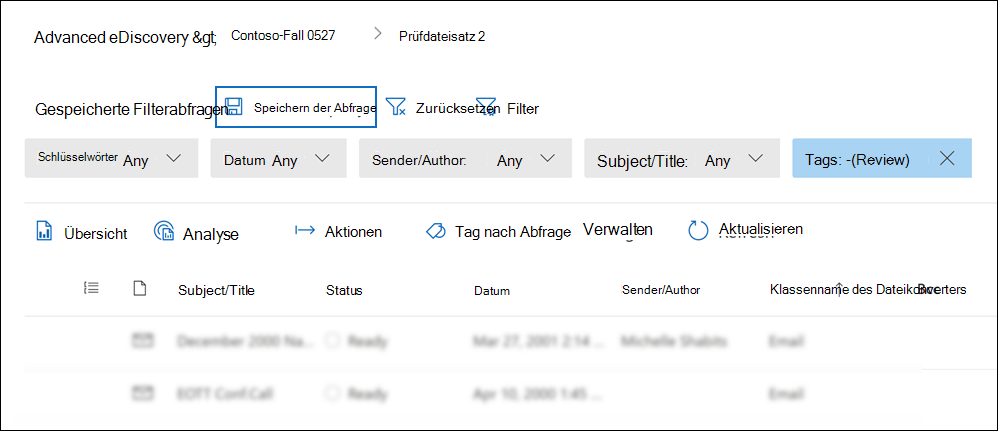 Advanced eDiscovery &gt; Contoso-Fall 0527 Prüfdateisatz 2
Gespeicherte Filterabfragen Speichern der Abfrage Zurücksetzen Filter
Schlüsselwörter Any Datum Any Sender/Author: Any Subject/Title: Any Tags: -(Review)
Übersicht Analyse Aktionen Tag nach Abfrage Verwalten Aktualisieren
Subject/Title Status Datum Sender/Author Klassenname des Dateikonverters
December 2000 Na... Ready Mar 27, 2001 2:14 ... Michelle Email
EOTT Conf.Call Ready Apr 10, 2000 1:45 ... Email